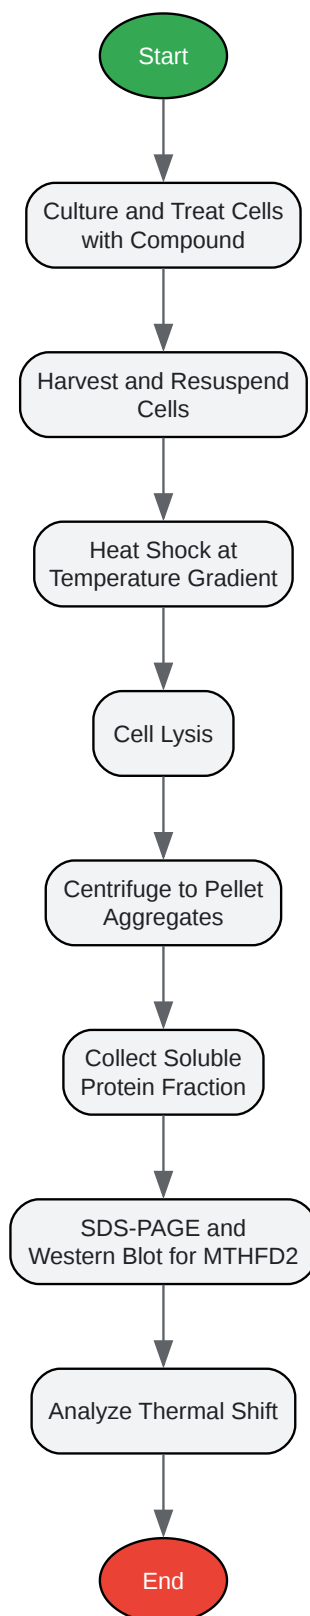 Start
Culture and Treat Cells
with Compound
Harvest and Resuspend
Cells
Heat Shock at
Temperature Gradient
Cell Lysis
Centrifuge to Pellet
Aggregates
Collect Soluble
Protein Fraction
SDS-PAGE and
Western Blot for MTHFD2
Analyze Thermal Shift
End